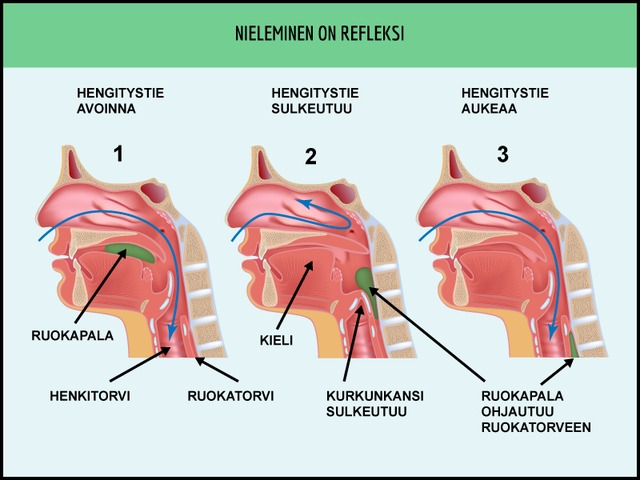 NIELEMINEN ON REFLEKSI
HENGITYSTIE
AVOINNA
HENGITYSTIE
SULKEUTUU
HENGITYSTIE
AUKEAA
1
2
3
RUOKAPALA
KIELI
HENKITORVI
RUOKATORVI
KURKUNKANSI
SULKEUTUU
RUOKAPALA
OHJAUTUU
RUOKATORVEEN